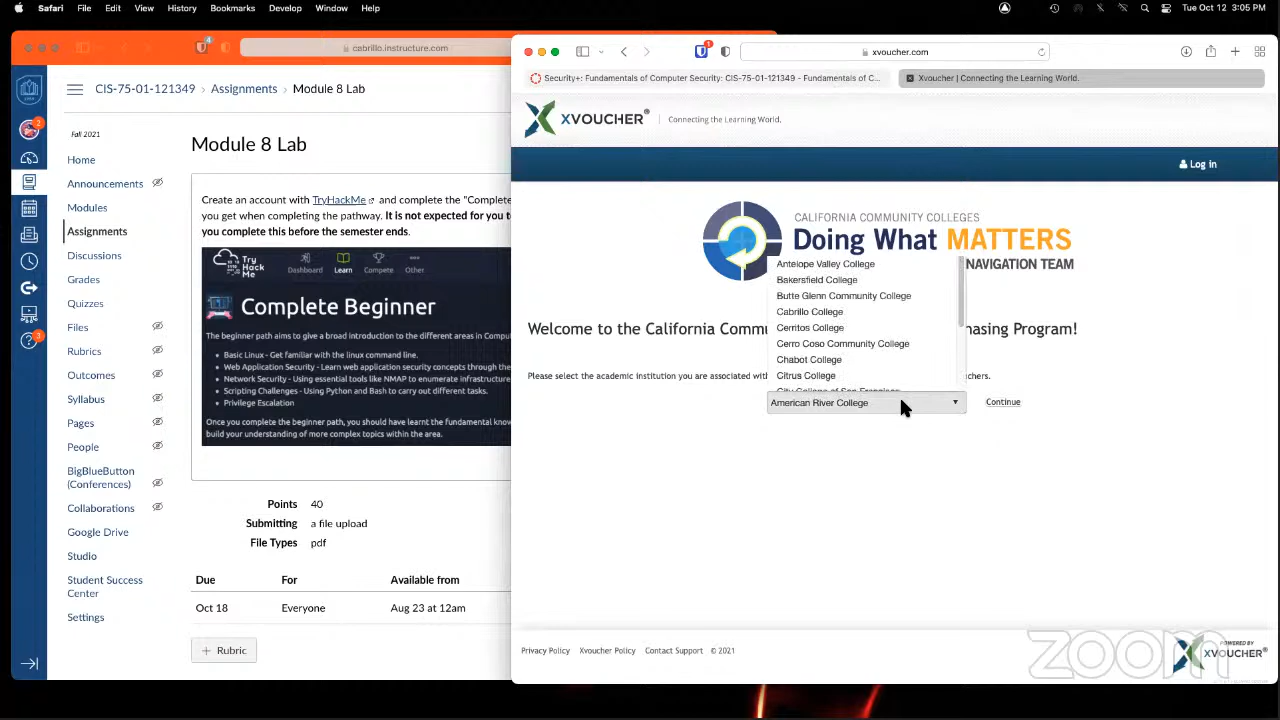 Safari File Edit View History Bookmarks Develop Window Help
Tue Oct 12 3:05 PM
4
cabrillo.instructure.com
CIS-75-01-121349 › Assignments › Module 8 Lab
2
3
Fall 2021
Home
Announcements
Modules
Assignments
Discussions
Grades
Quizzes
Files
Rubrics
Outcomes
Syllabus
Pages
People
BigBlueButton
(Conferences)
Collaborations
Google Drive
Studio
Student Success
Center
Settings
Module 8 Lab
Create an account with TryHackMe and complete the "Complete
you get when completing the pathway. It is not expected for you to
you complete this before the semester ends.
Try
Hack
Me
Dashboard Learn Compete Other
Complete Beginner
The beginner path aims to give a broad introduction to the different areas in Compu
• Basic Linux - Get familiar with the linux command line.
• Web Application Security - Learn web application security concepts through the
• Network Security - Using essential tools like NMAP to enumerate infrastructure
• Scripting Challenges - Using Python and Bash to carry out different tasks.
• Privilege Escalation
Once you complete the beginner path, you should have learnt the fundamental know
build your understanding of more complex topics within the area.
Points 40
Submitting a file upload
File Types pdf
Due For Available from
Oct 18 Everyone Aug 23 at 12am
+ Rubric
1
xvoucher.com
Security+: Fundamentals of Computer Security: CIS-75-01-121349 - Fundamentals of C...
Xvoucher | Connecting the Learning World.
XVOUCHER® Connecting the Learning World.
Log in
CALIFORNIA COMMUNITY COLLEGES
Doing What MATTERS
NAVIGATION TEAM
Welcome to the California Commu
asing Program!
Please select the academic institution you are associated with
chers.
Antelope Valley College
Bakersfield College
Butte Glenn Community College
Cabrillo College
Cerritos College
Cerro Coso Community College
Chabot College
Citrus College
City College of San Francisco
American River College ▼ Continue
Privacy Policy Xvoucher Policy Contact Support © 2021
POWERED BY
XVOUCHER®
zoom